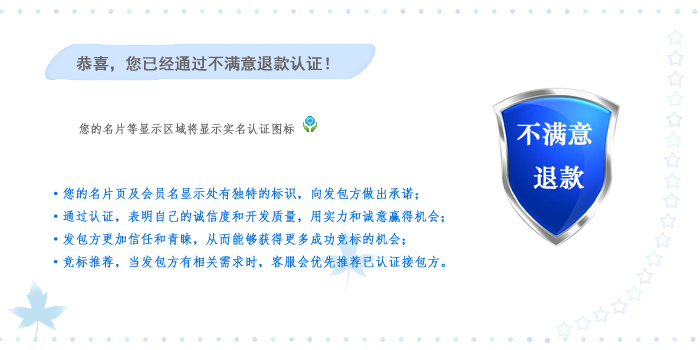 恭喜，您已经通过不满意退款认证！
您的名片等显示区域将显示实名认证图标
不满意
退款
•您的名片页及会员名显示处有独特的标识，向发包方做出承诺；
•通过认证，表明自己的诚信度和开发质量，用实力和诚意赢得机会；
•发包方更加信任和青睐，从而能够获得更多成功竞标的机会；
•竞标推荐，当发包方有相关需求时，客服会优先推荐已认证接包方。